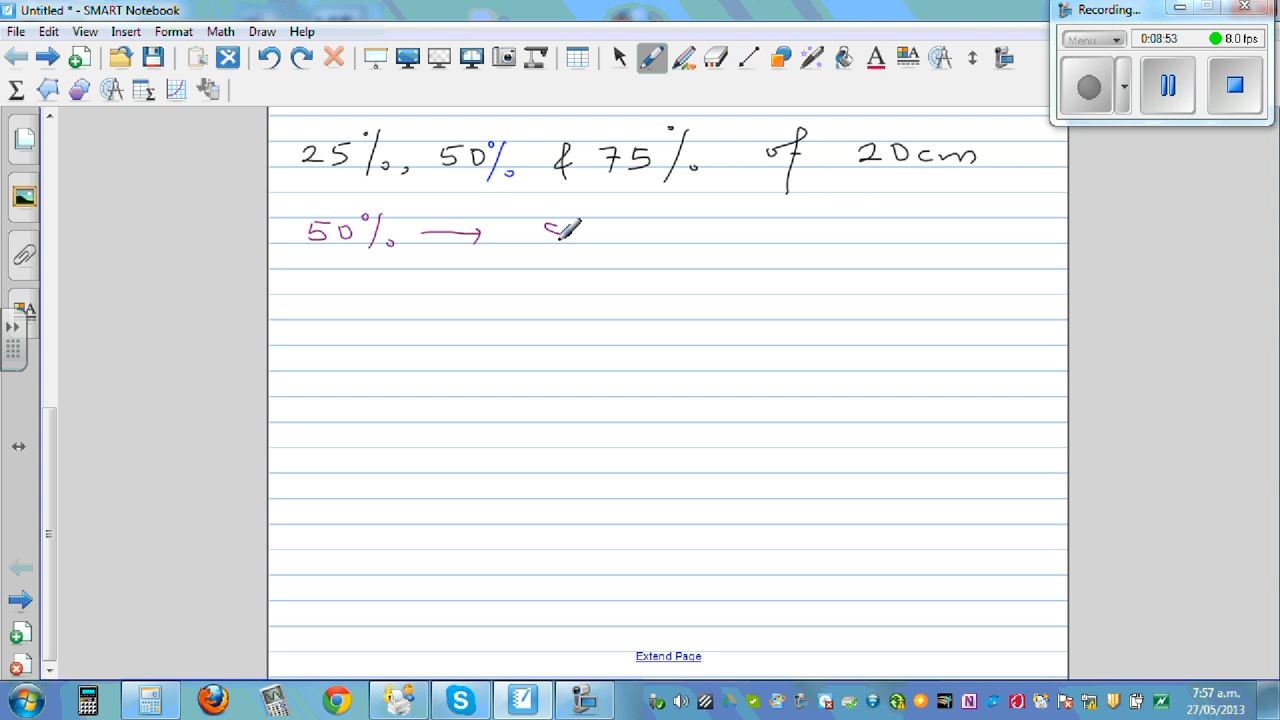 Untitled * - SMART Notebook
Recording...
File Edit View Insert Format Math Draw Help
Menu
0:08:53
8.0 fps
25%, 50% & 75% of 20cm
50% →
Extend Page
7:57 a.m.
27/05/2013